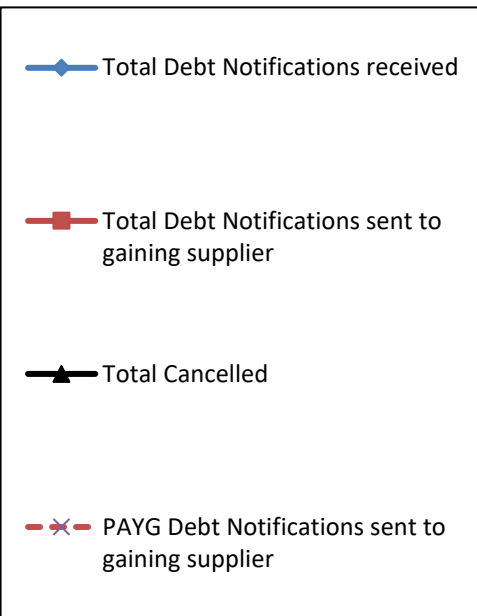 Total Debt Notifications received
Total Debt Notifications sent to
gaining supplier
Total Cancelled
PAYG Debt Notifications sent to
gaining supplier